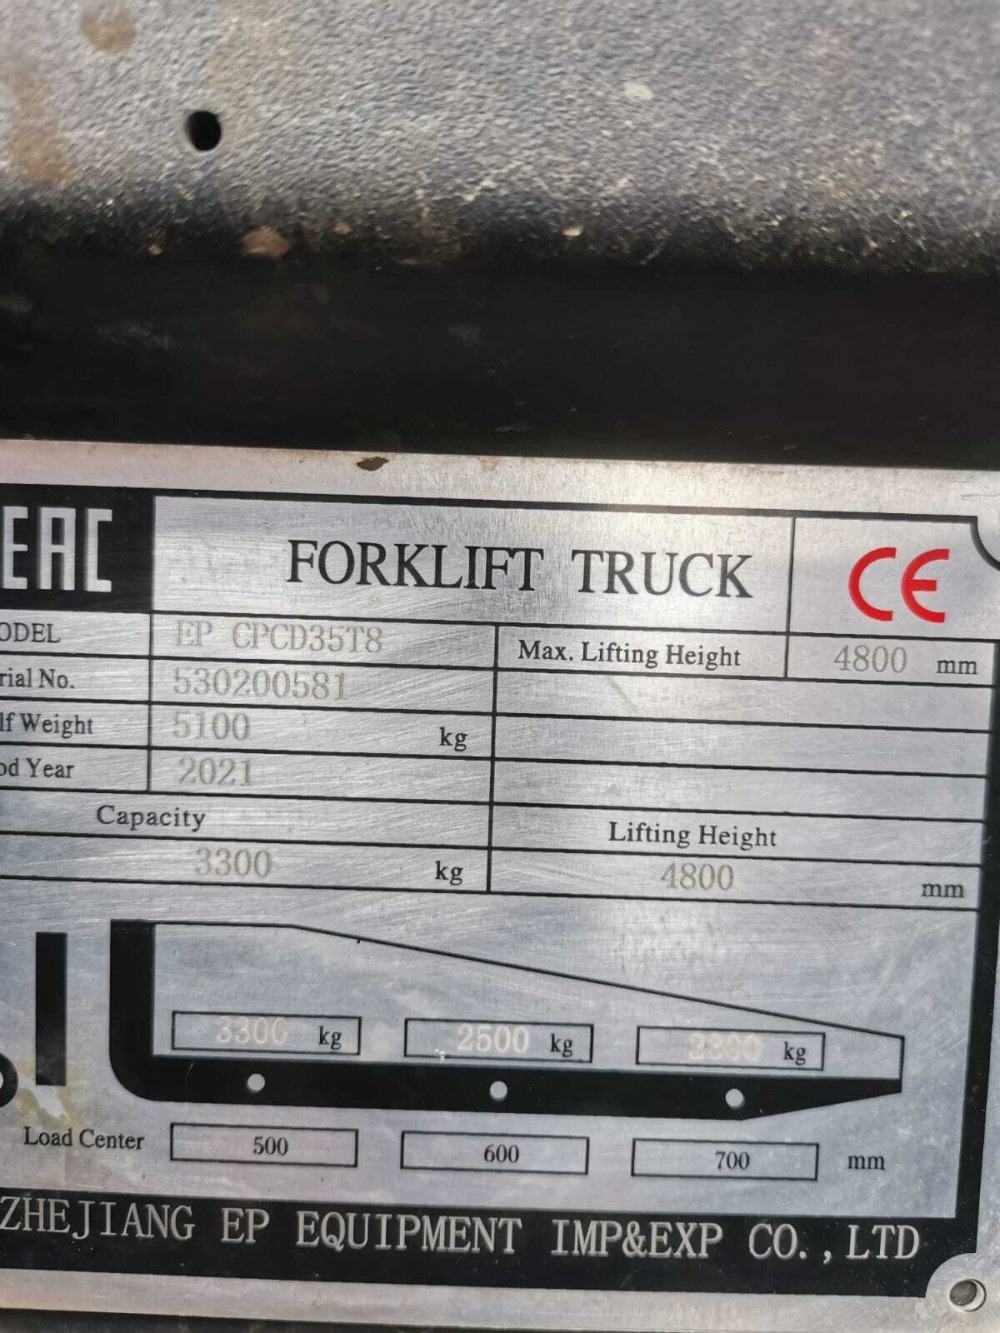 EAC FORKLIFT TRUCK CE
ODEL EP CPCD35T8 Max. Lifting Height 4800 mm
rial No. 530200581
lf Weight 5100 kg
od Year 2021
Capacity Lifting Height
3300 kg 4800 mm
3300 kg 2500 kg kg
Load Center 500 600 700 mm
ZHEJIANG EP EQUIPMENT IMP&EXP CO.,LTD